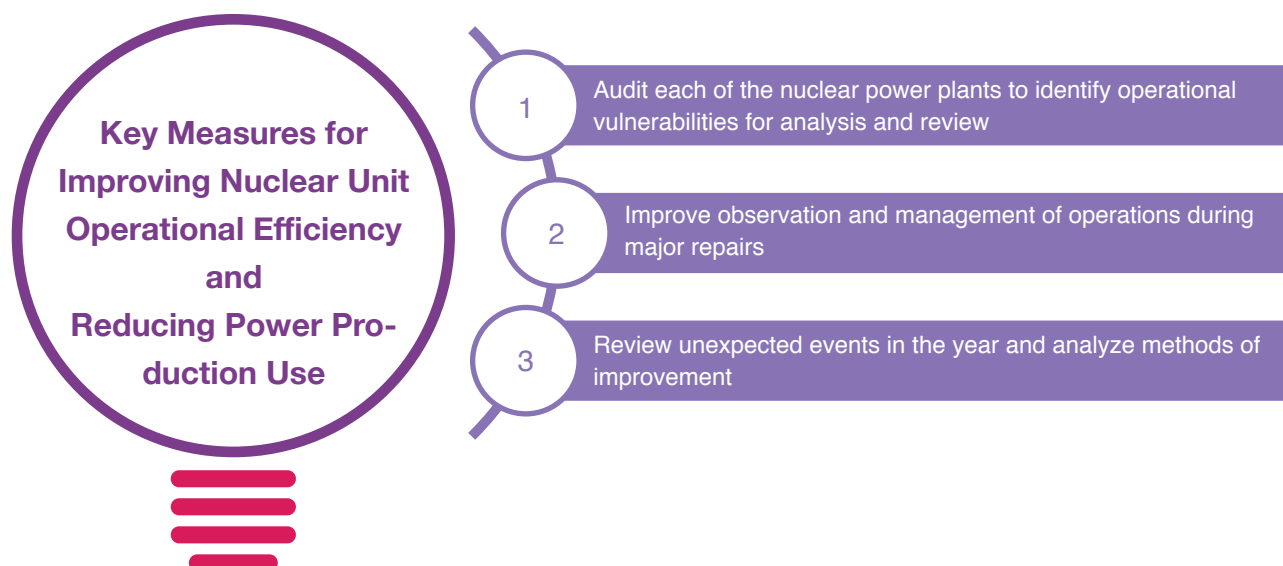 Key Measures for
Improving Nuclear Unit
Operational Efficiency
and
Reducing Power Pro-
duction Use
1
Audit each of the nuclear power plants to identify operational
vulnerabilities for analysis and review
2
Improve observation and management of operations during
major repairs
3
Review unexpected events in the year and analyze methods of
improvement